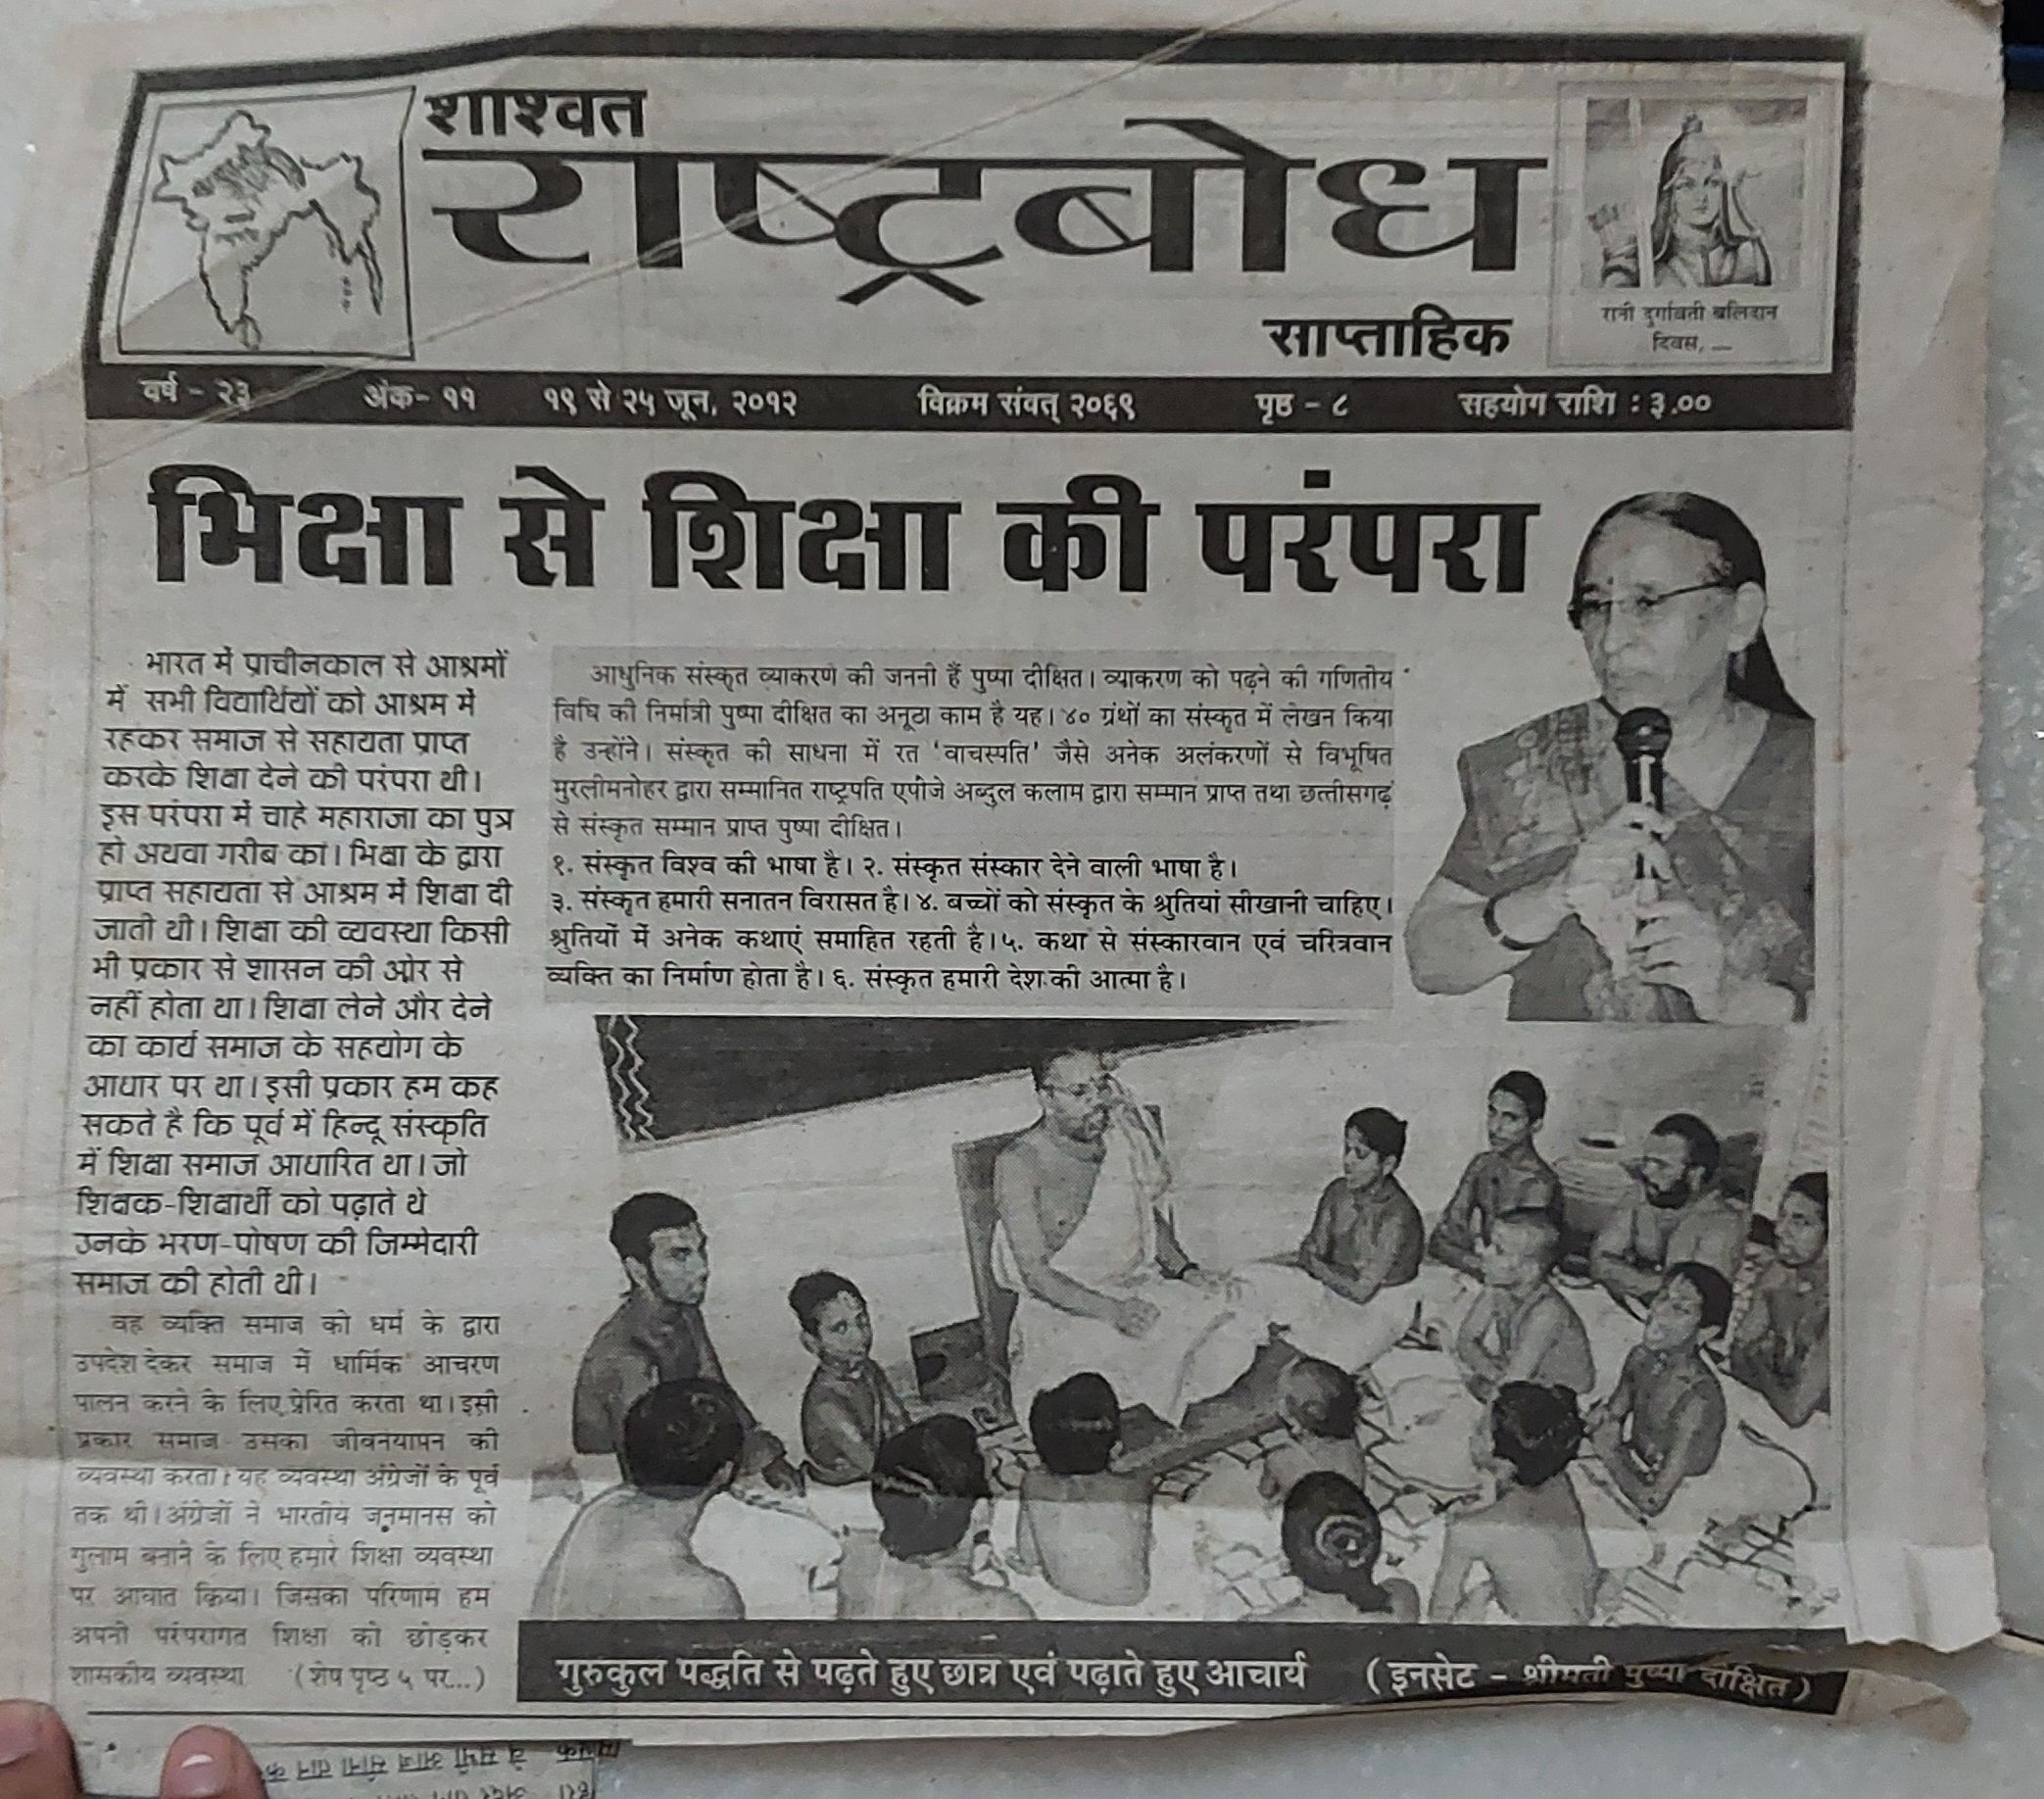 शाश्वत
राष्ट्रबोध
साप्ताहिक
रानी दुर्गावती बलिदान
दिवस,
वर्ष - २३ अंक- ११ १९ से २५ जून, २०१२ विक्रम संवत् २०६९ पृष्ठ - ८ सहयोग राशि : ३.००
भिक्षा से शिक्षा की परंपरा
भारत में प्राचीनकाल से आश्रमों
में सभी विद्यार्थियों को आश्रम में
रहकर समाज से सहायता प्राप्त
करके शिक्षा देने की परंपरा थी।
इस परंपरा में चाहे महाराजा का पुत्र
हो अथवा गरीब का। भिक्षा के द्वारा
प्राप्त सहायता से आश्रम में शिक्षा दी
जाती थी। शिक्षा की व्यवस्था किसी
भी प्रकार से शासन की ओर से
नहीं होता था। शिक्षा लेने और देने
का कार्य समाज के सहयोग के
आधार पर था। इसी प्रकार हम कह
सकते है कि पूर्व में हिन्दू संस्कृति
में शिक्षा समाज आधारित था। जो
शिक्षक-शिक्षार्थी को पढ़ाते थे
उनके भरण-पोषण की जिम्मेदारी
समाज की होती थी।
वह व्यक्ति समाज को धर्म के द्वारा
उपदेश देकर समाज में धार्मिक आचरण
पालन करने के लिए प्रेरित करता था। इसी
प्रकार समाज उसका जीवनयापन की
व्यवस्था करता। यह व्यवस्था अंग्रेजों के पूर्व
तक थी। अंग्रेजों ने भारतीय जनमानस को
गुलाम बनाने के लिए हमारे शिक्षा व्यवस्था
पर आघात किया। जिसका परिणाम हम
अपनी परंपरागत शिक्षा को छोड़कर
शासकीय व्यवस्था (शेष पृष्ठ ५ पर...)
आधुनिक संस्कृत व्याकरण की जननी हैं पुष्पा दीक्षित। व्याकरण को पढ़ने की गणितीय
विधि की निर्मात्री पुष्पा दीक्षित का अनूठा काम है यह। ४० ग्रंथों का संस्कृत में लेखन किया
है उन्होंने। संस्कृत की साधना में रत 'वाचस्पति' जैसे अनेक अलंकरणों से विभूषित
मुरलीमनोहर द्वारा सम्मानित राष्ट्रपति एपीजे अब्दुल कलाम द्वारा सम्मान प्राप्त तथा छत्तीसगढ़
से संस्कृत सम्मान प्राप्त पुष्पा दीक्षित।
१. संस्कृत विश्व की भाषा है। २. संस्कृत संस्कार देने वाली भाषा है।
३. संस्कृत हमारी सनातन विरासत है। ४. बच्चों को संस्कृत के श्रुतियां सीखानी चाहिए।
श्रुतियों में अनेक कथाएं समाहित रहती है। ५. कथा से संस्कारवान एवं चरित्रवान
व्यक्ति का निर्माण होता है। ६. संस्कृत हमारी देश की आत्मा है।
गुरुकुल पद्धति से पढ़ते हुए छात्र एवं पढ़ाते हुए आचार्य (इनसेट - श्रीमती पुष्पा दीक्षित)